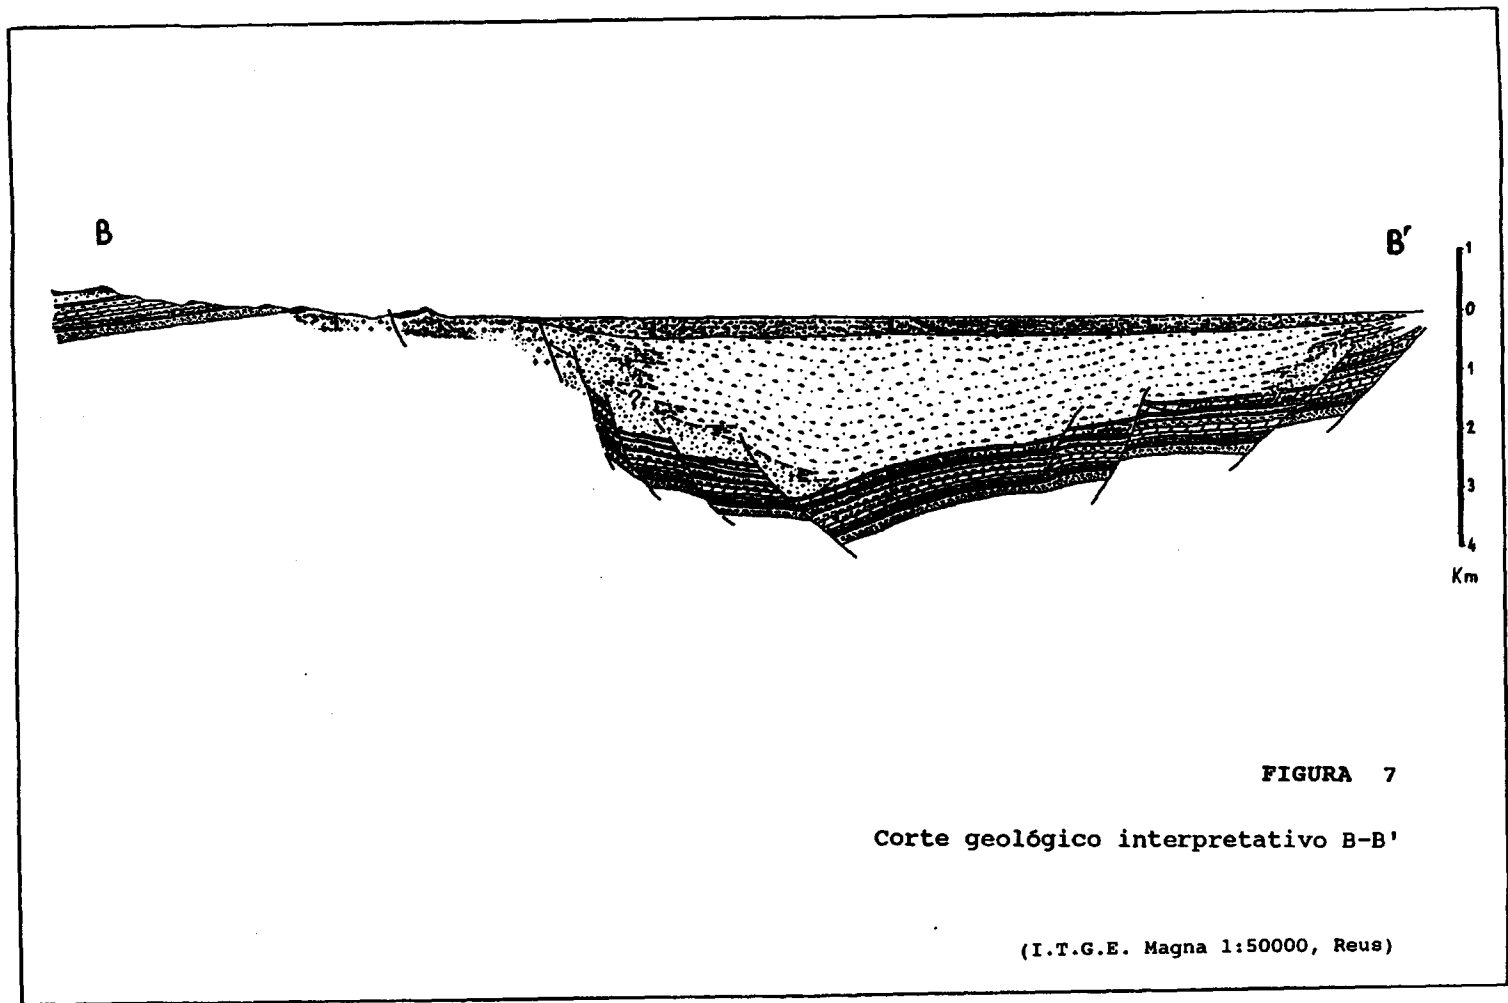 B
B'
1
0
1
2
3
4
Km
FIGURA 7
Corte geológico interpretativo B-B'
(I.T.G.E. Magna 1:50000, Reus)